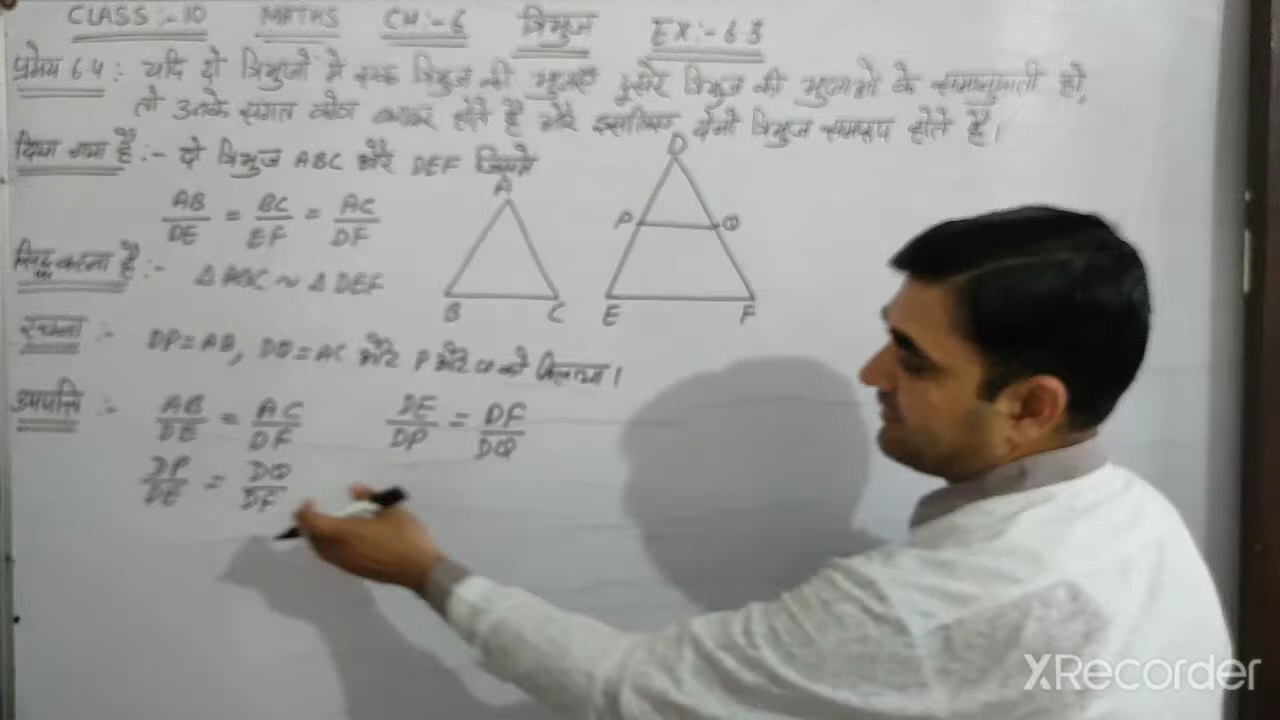 CLASS:-10 MATHS CH:-6 त्रिभुज EX:-6.3
प्रमेय 6.4 : यदि दो त्रिभुजों में एक त्रिभुज की भुजाएँ दूसरे त्रिभुज की भुजाओं के समानुपाती हो,
तो उनके संगत कोण बराबर होते है और इसलिए दोनो त्रिभुज समरूप होते है।
दिया गया है:- दो त्रिभुज ABC और DEF जिसमे
AB/DE = BC/EF = AC/DF
सिद्ध करना है:- △ABC ~ △DEF
रचना :- DP=AB, DQ=AC और P और Q को मिलाया।
उपपत्ति :- AB/DE = AC/DF DE/DP = DF/DQ
DP/DE = DQ/DF
A
B C
D
P Q
E F
XRecorder